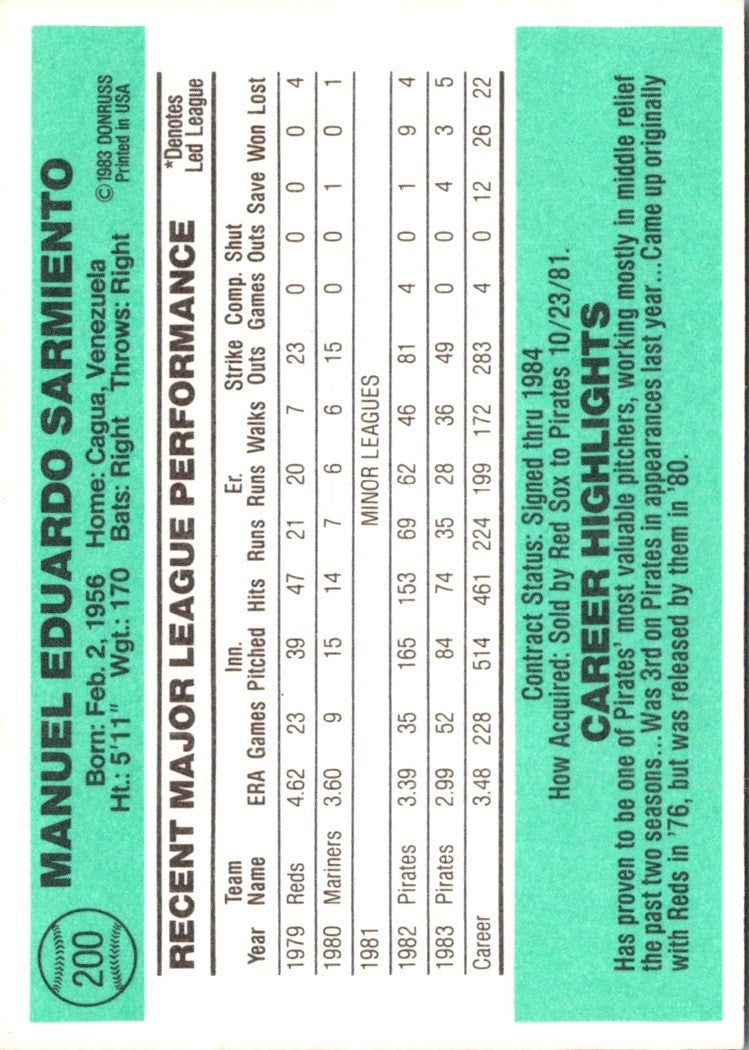 200
MANUEL EDUARDO SARMIENTO
Born: Feb. 2, 1956 Home: Cagua, Venezuela
Ht.: 5'11" Wgt.: 170 Bats: Right Throws: Right
© 1983 DONRUSS
Printed in USA
RECENT MAJOR LEAGUE PERFORMANCE
*Denotes
Led League
Team Inn. Er. Strike Comp. Shut
Year Name ERA Games Pitched Hits Runs Runs Walks Outs Games Outs Save Won Lost
1979 Reds 4.62 23 39 47 21 20 7 23 0 0 0 0 4
1980 Mariners 3.60 9 15 14 7 6 6 15 0 0 1 0 1
1981 MINOR LEAGUES
1982 Pirates 3.39 35 165 153 69 62 46 81 4 0 1 9 4
1983 Pirates 2.99 52 84 74 35 28 36 49 0 0 4 3 5
Career 3.48 228 514 461 224 199 172 283 4 0 12 26 22
Contract Status: Signed thru 1984
How Acquired: Sold by Red Sox to Pirates 10/23/81.
CAREER HIGHLIGHTS
Has proven to be one of Pirates' most valuable pitchers, working mostly in middle relief
the past two seasons...Was 3rd on Pirates in appearances last year...Came up originally
with Reds in '76, but was released by them in '80.